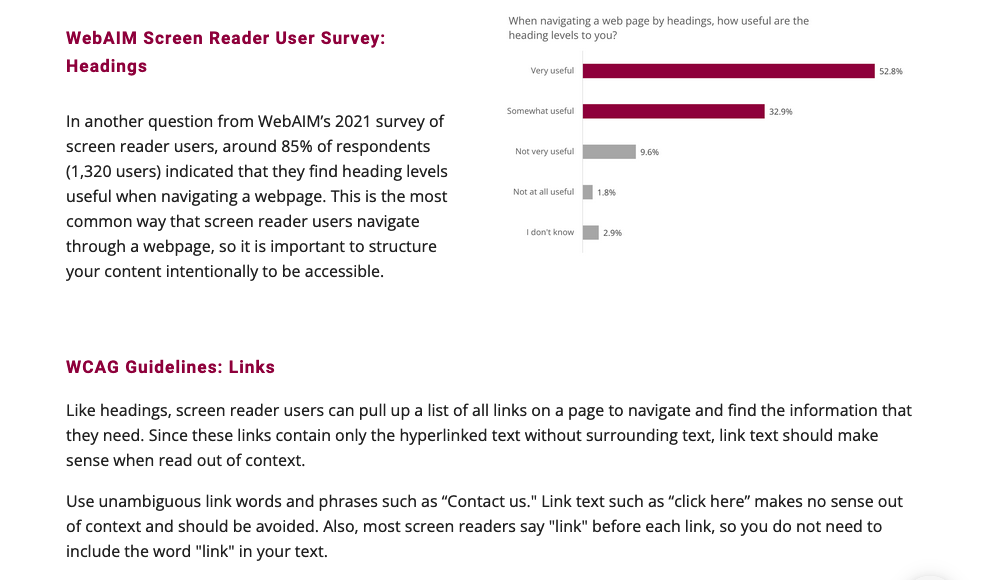 WebAIM Screen Reader User Survey:
Headings
In another question from WebAIM’s 2021 survey of
screen reader users, around 85% of respondents
(1,320 users) indicated that they find heading levels
useful when navigating a webpage. This is the most
common way that screen reader users navigate
through a webpage, so it is important to structure
your content intentionally to be accessible.
When navigating a web page by headings, how useful are the
heading levels to you?
Very useful 52.8%
Somewhat useful 32.9%
Not very useful 9.6%
Not at all useful 1.8%
I don't know 2.9%
WCAG Guidelines: Links
Like headings, screen reader users can pull up a list of all links on a page to navigate and find the information that
they need. Since these links contain only the hyperlinked text without surrounding text, link text should make
sense when read out of context.
Use unambiguous link words and phrases such as “Contact us." Link text such as “click here” makes no sense out
of context and should be avoided. Also, most screen readers say "link" before each link, so you do not need to
include the word "link" in your text.